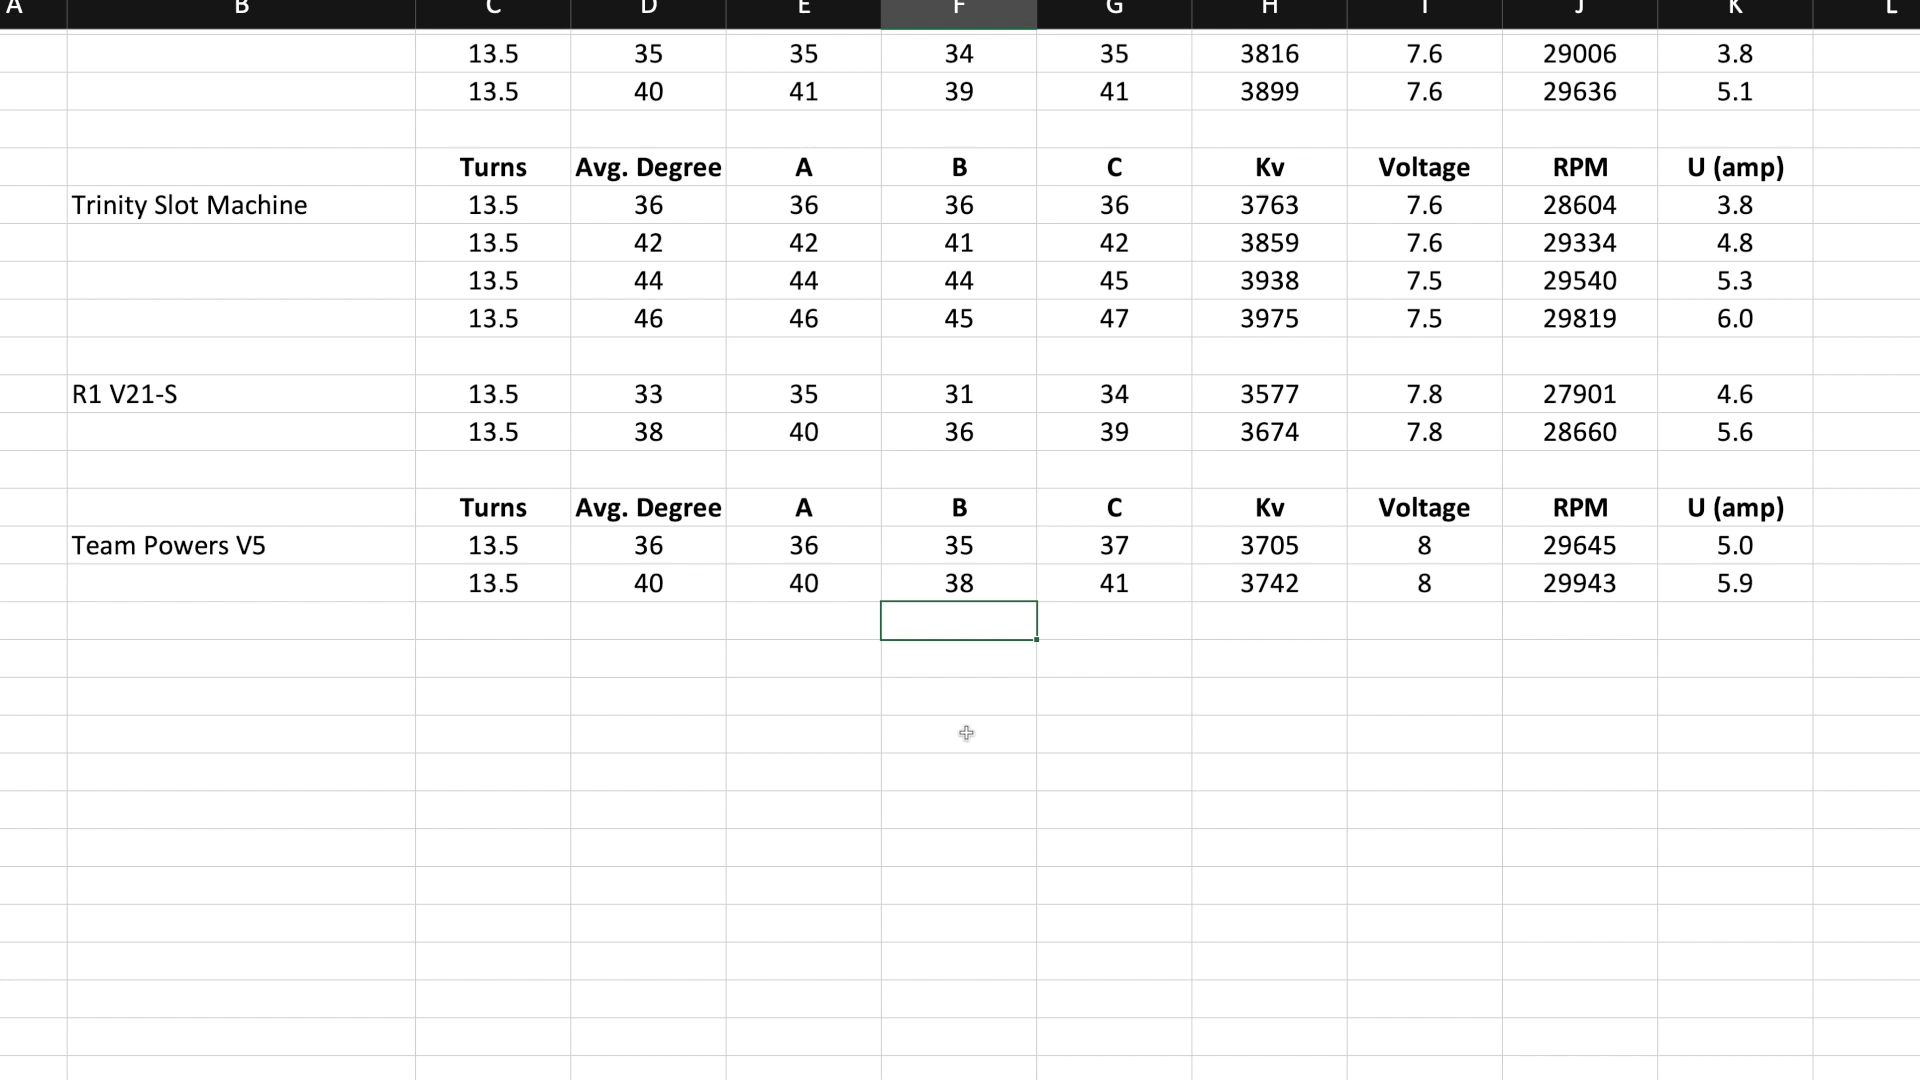 A B C D E F G H I J K L
13.5 35 35 34 35 3816 7.6 29006 3.8
13.5 40 41 39 41 3899 7.6 29636 5.1
Turns Avg. Degree A B C Kv Voltage RPM U (amp)
Trinity Slot Machine 13.5 36 36 36 36 3763 7.6 28604 3.8
13.5 42 42 41 42 3859 7.6 29334 4.8
13.5 44 44 44 45 3938 7.5 29540 5.3
13.5 46 46 45 47 3975 7.5 29819 6.0
R1 V21-S 13.5 33 35 31 34 3577 7.8 27901 4.6
13.5 38 40 36 39 3674 7.8 28660 5.6
Turns Avg. Degree A B C Kv Voltage RPM U (amp)
Team Powers V5 13.5 36 36 35 37 3705 8 29645 5.0
13.5 40 40 38 41 3742 8 29943 5.9